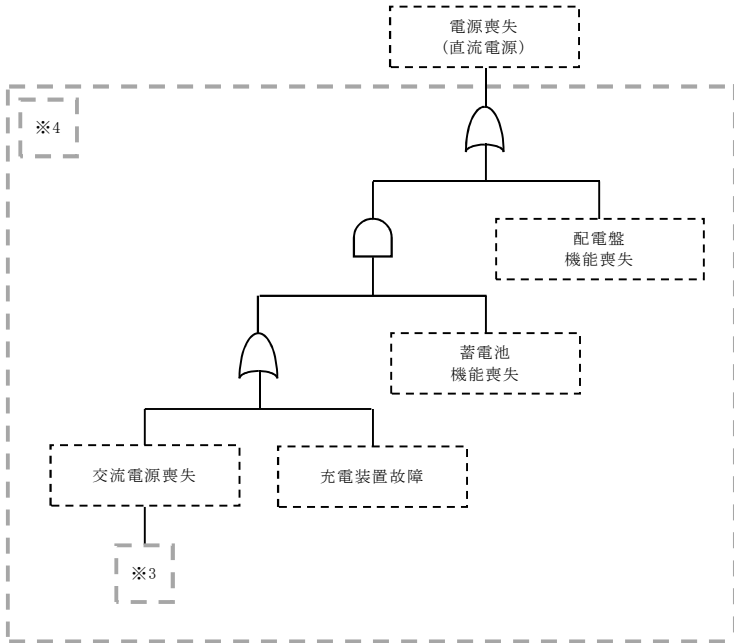 電源喪失
(直流電源)
※4
配電盤
機能喪失
蓄電池
機能喪失
交流電源喪失
充電装置故障
※3